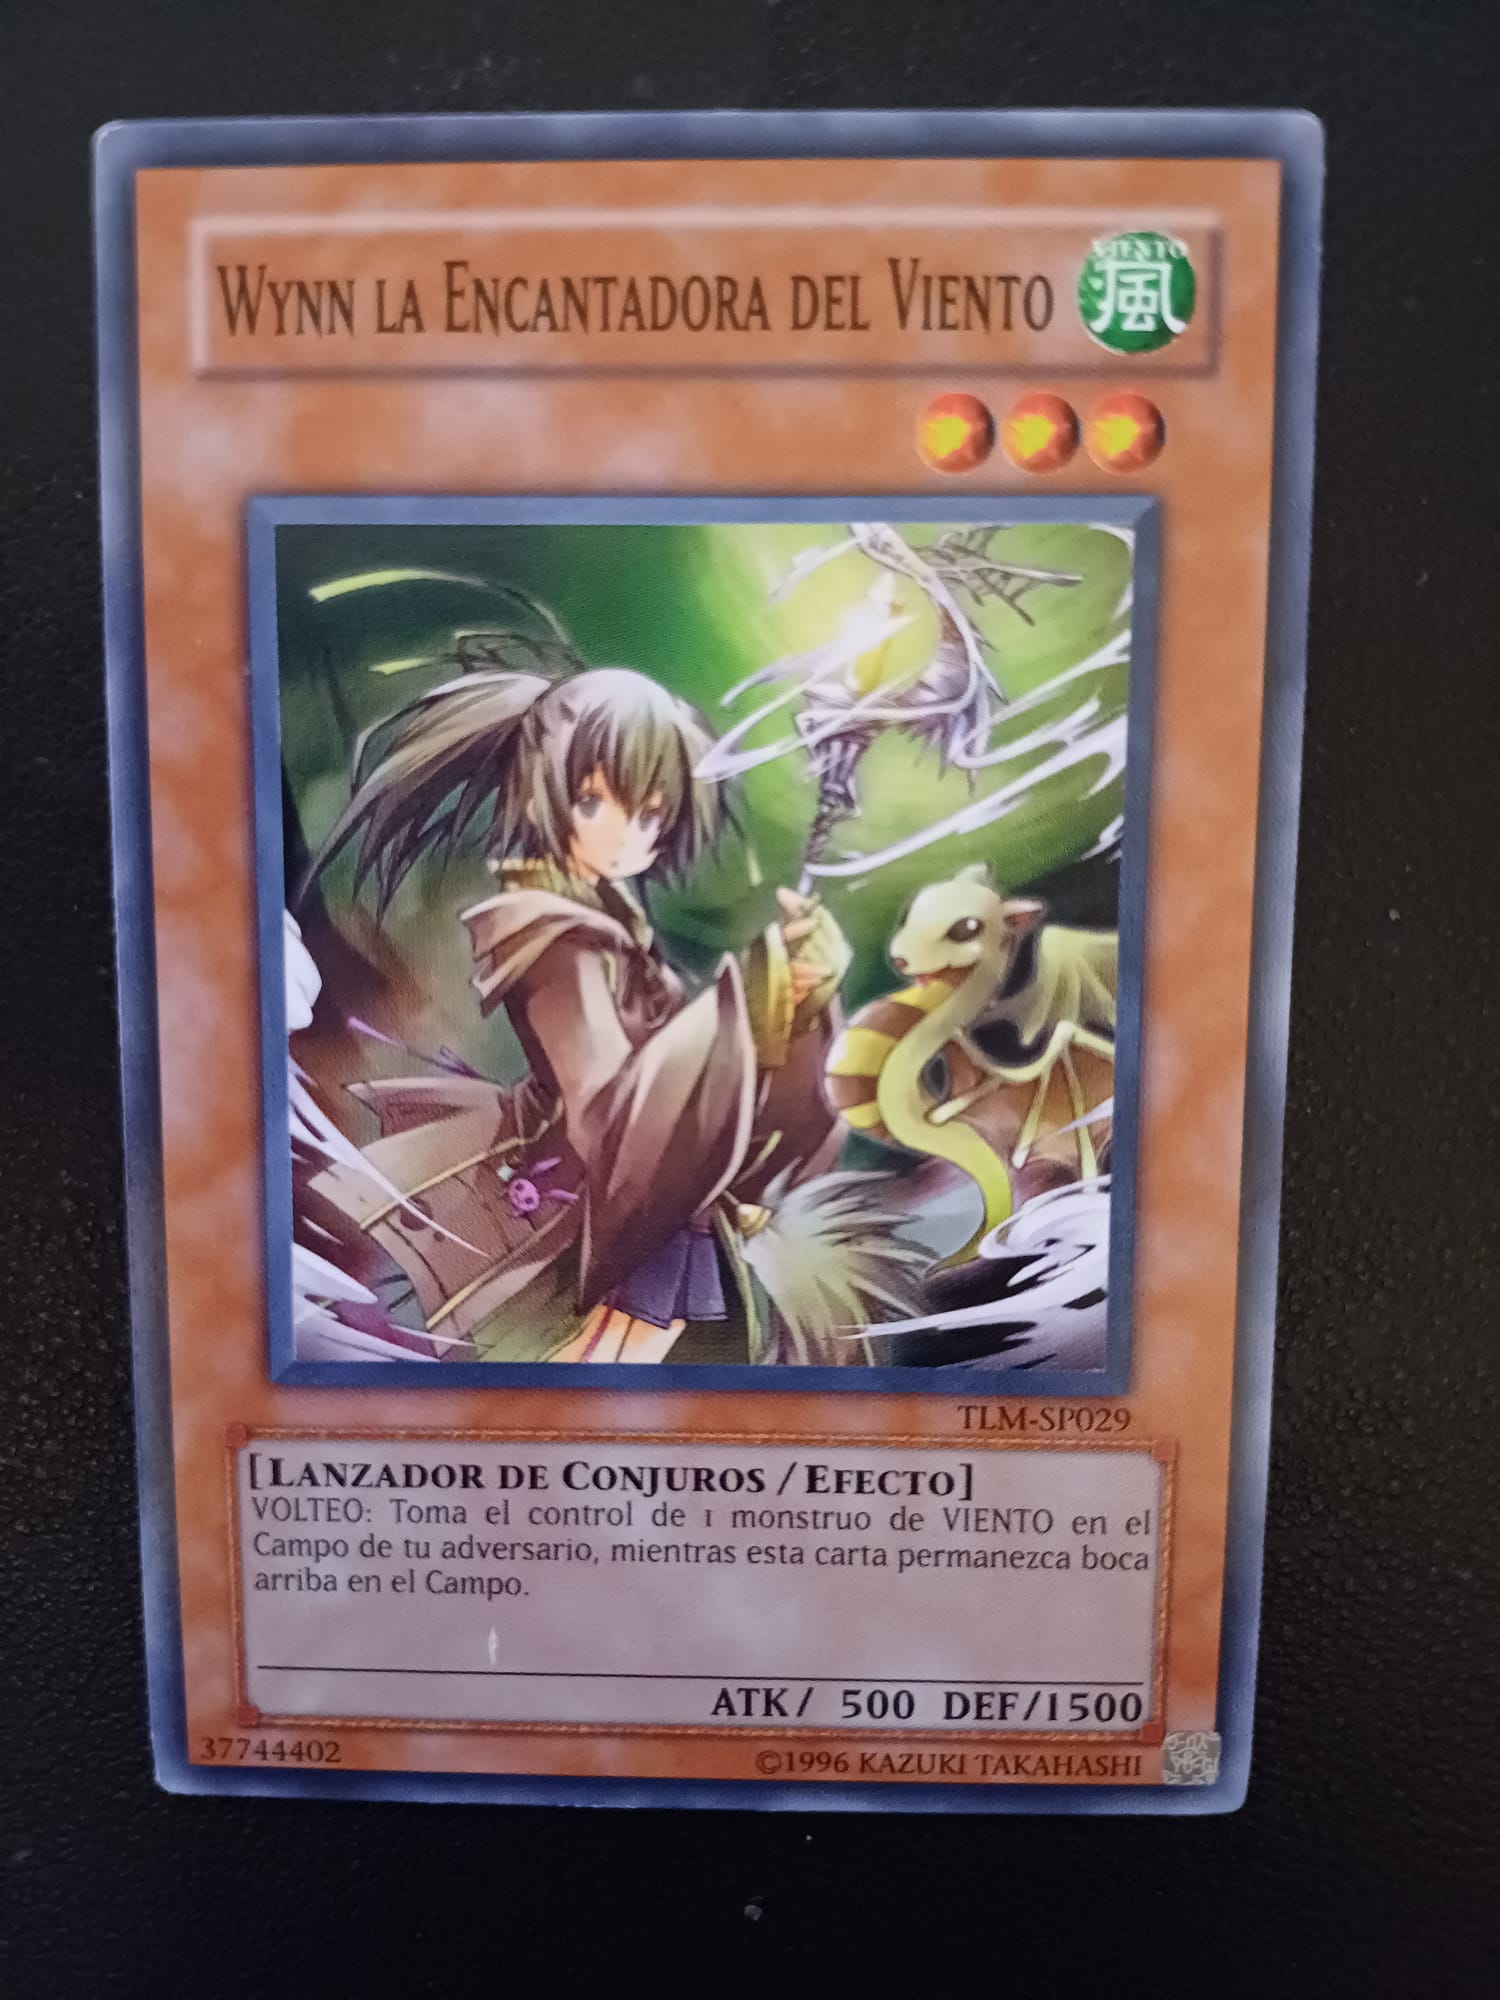 WYNN LA ENCANTADORA DEL VIENTO
VIENTO
風
TLM-SP029
[LANZADOR DE CONJUROS / EFECTO]
VOLTEO: Toma el control de 1 monstruo de VIENTO en el
Campo de tu adversario, mientras esta carta permanezca boca
arriba en el Campo.
ATK/ 500 DEF/1500
37744402
©1996 KAZUKI TAKAHASHI